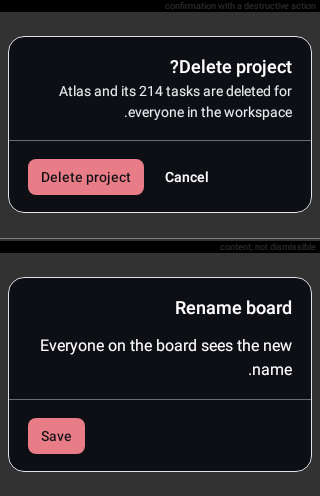 confirmation with a destructive action
?Delete project
Atlas and its 214 tasks are deleted for
.everyone in the workspace
Delete project
Cancel
content, not dismissible
Rename board
Everyone on the board sees the new
.name
Save